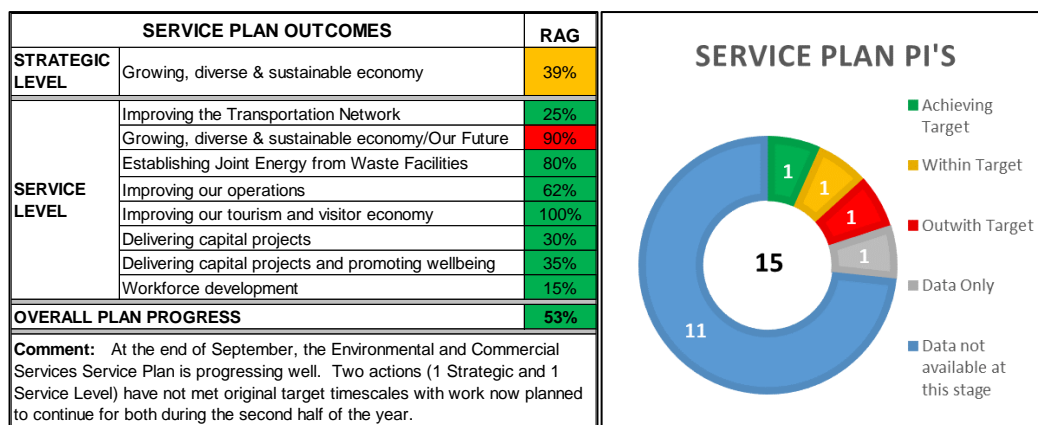 SERVICE PLAN OUTCOMES RAG
STRATEGIC LEVEL Growing, diverse & sustainable economy 39%
SERVICE LEVEL
Improving the Transportation Network 25%
Growing, diverse & sustainable economy/Our Future 90%
Establishing Joint Energy from Waste Facilities 80%
Improving our operations 62%
Improving our tourism and visitor economy 100%
Delivering capital projects 30%
Delivering capital projects and promoting wellbeing 35%
Workforce development 15%
OVERALL PLAN PROGRESS 53%
Comment: At the end of September, the Environmental and Commercial
Services Service Plan is progressing well. Two actions (1 Strategic and 1
Service Level) have not met original target timescales with work now planned
to continue for both during the second half of the year.
SERVICE PLAN PI'S
1
1
1
1
11
15
Achieving
Target
Within Target
Outwith Target
Data Only
Data not
available at
this stage